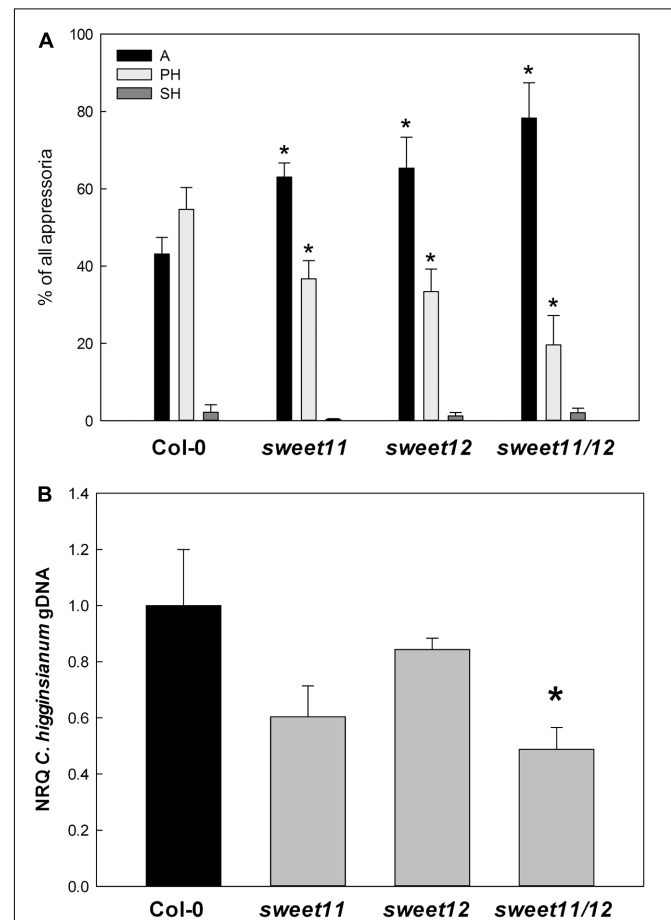 A
100
80
60
40
20
0
% of all appressoria
A
PH
SH
*
*
*
*
*
*
Col-0 sweet11 sweet12 sweet11/12
B
1.4
1.2
1.0
0.8
0.6
0.4
0.2
0.0
NRQ C. higginsianum gDNA
*
Col-0 sweet11 sweet12 sweet11/12